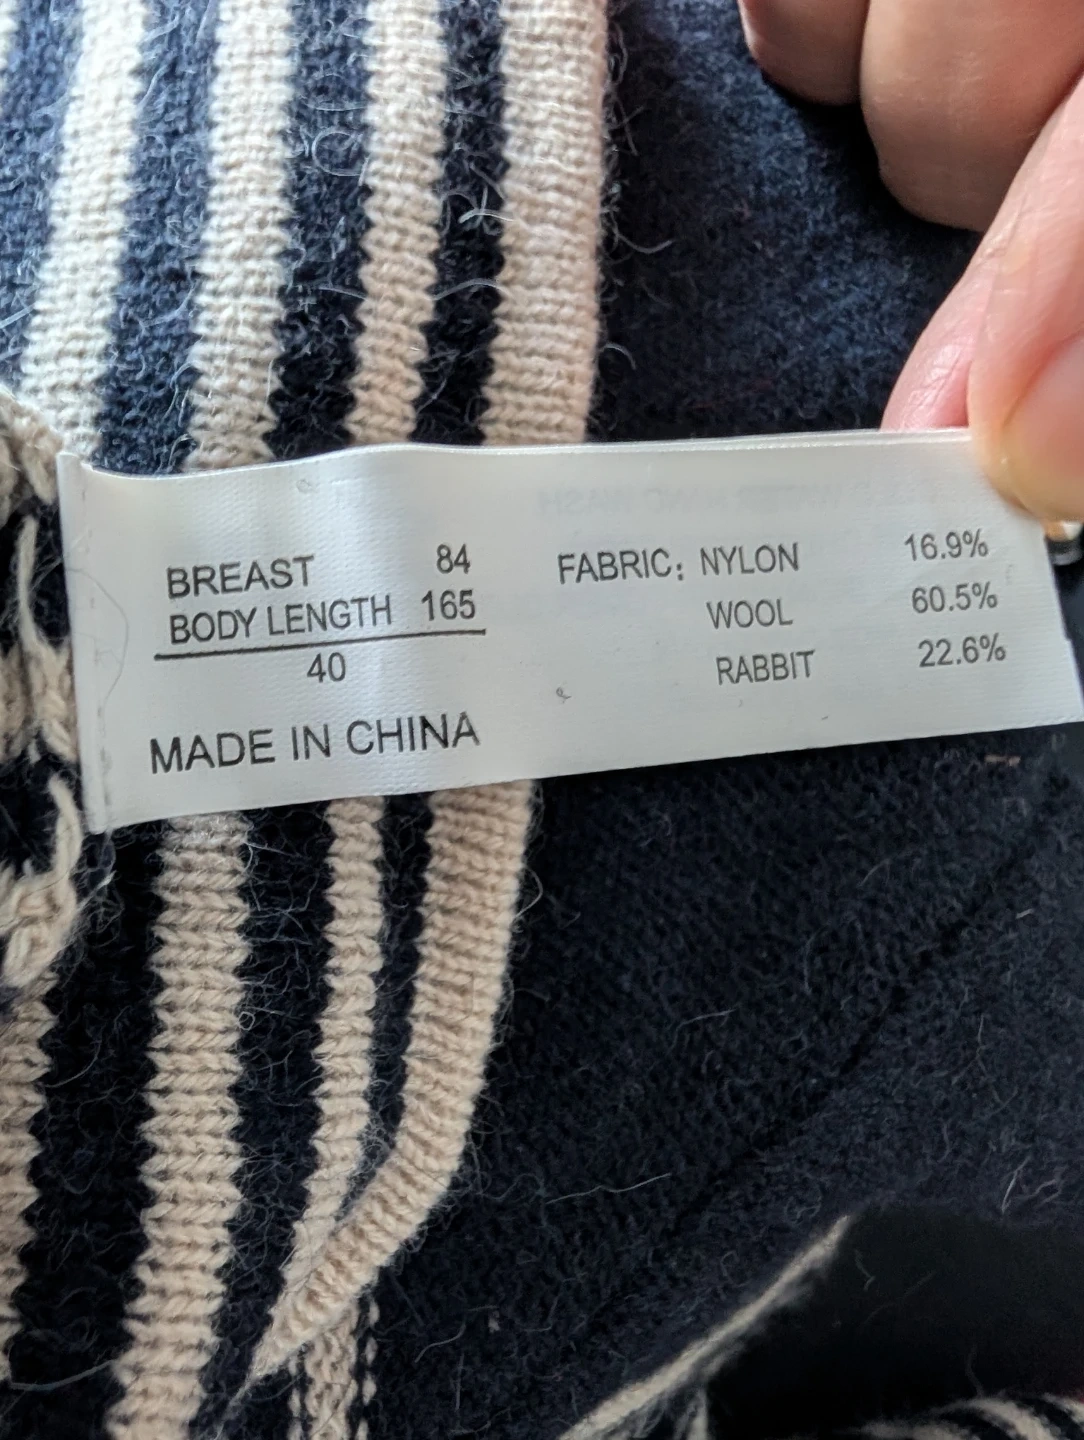 BREAST 84
BODY LENGTH 165
40
MADE IN CHINA
FABRIC: NYLON 16.9%
WOOL 60.5%
RABBIT 22.6%